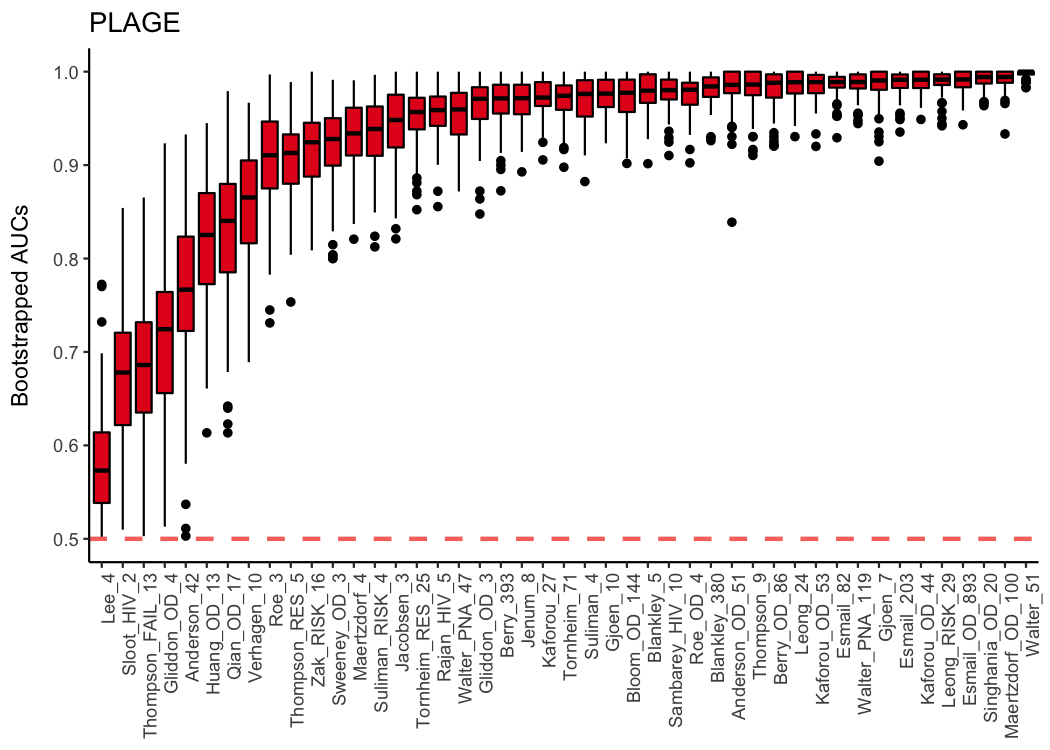 PLAGE
Bootstrapped AUCs
1.0
0.9
0.8
0.7
0.6
0.5
Lee_4
Sloot_HIV_2
Thompson_FAIL_13
Gliddon_OD_4
Anderson_42
Huang_OD_13
Qian_OD_17
Verhagen_10
Roe_3
Thompson_RES_5
Zak_RISK_16
Sweeney_OD_3
Maertzdorf_4
Suliman_RISK_4
Jacobsen_3
Tornheim_RES_25
Rajan_HIV_5
Walter_PNA_47
Gliddon_OD_3
Berry_393
Jenum_8
Kaforou_27
Tornheim_71
Suliman_4
Gjoen_10
Bloom_OD_144
Blankley_5
Sambarey_HIV_10
Roe_OD_4
Blankley_380
Anderson_OD_51
Thompson_9
Berry_OD_86
Leong_24
Kaforou_OD_53
Esmail_82
Walter_PNA_119
Gjoen_7
Esmail_203
Kaforou_OD_44
Leong_RISK_29
Esmail_OD_893
Singhania_OD_20
Maertzdorf_OD_100
Walter_51